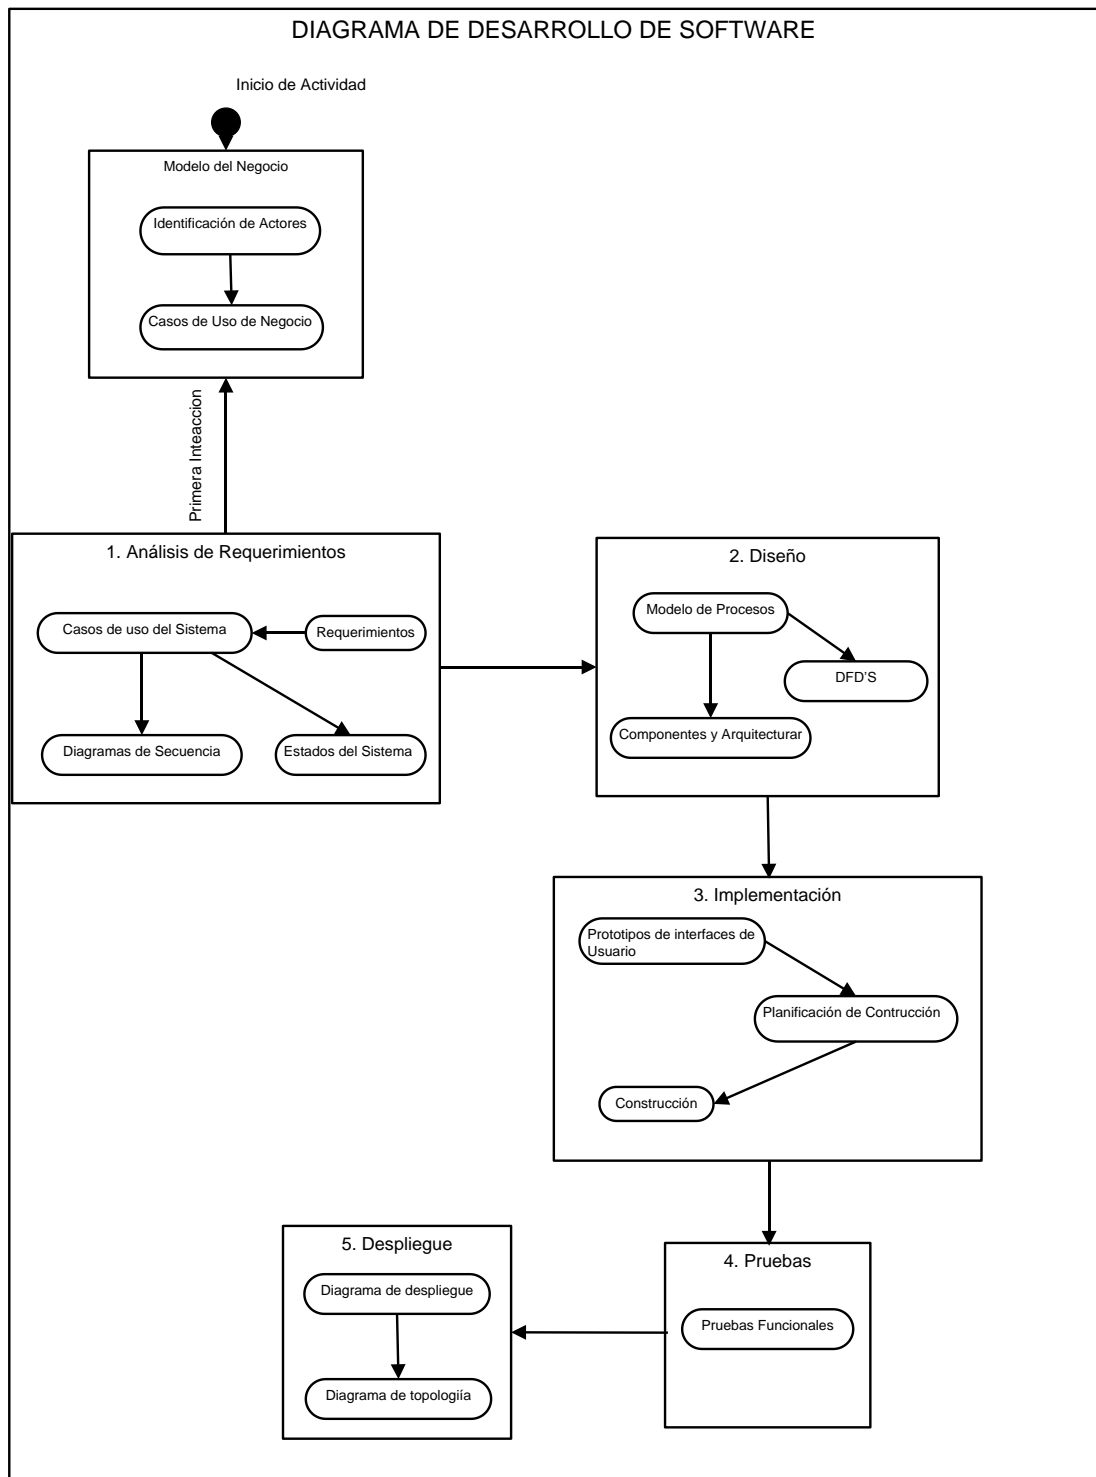 DIAGRAMA DE DESARROLLO DE SOFTWARE
Inicio de Actividad
Modelo del Negocio
Identificación de Actores
Casos de Uso de Negocio
Primera Inteaccion
1. Análisis de Requerimientos
Casos de uso del Sistema
Requerimientos
Diagramas de Secuencia
Estados del Sistema
2. Diseño
Modelo de Procesos
DFD'S
Componentes y Arquitecturar
3. Implementación
Prototipos de interfaces de
Usuario
Planificación de Contrucción
Construcción
4. Pruebas
Pruebas Funcionales
5. Despliegue
Diagrama de despliegue
Diagrama de topologiía